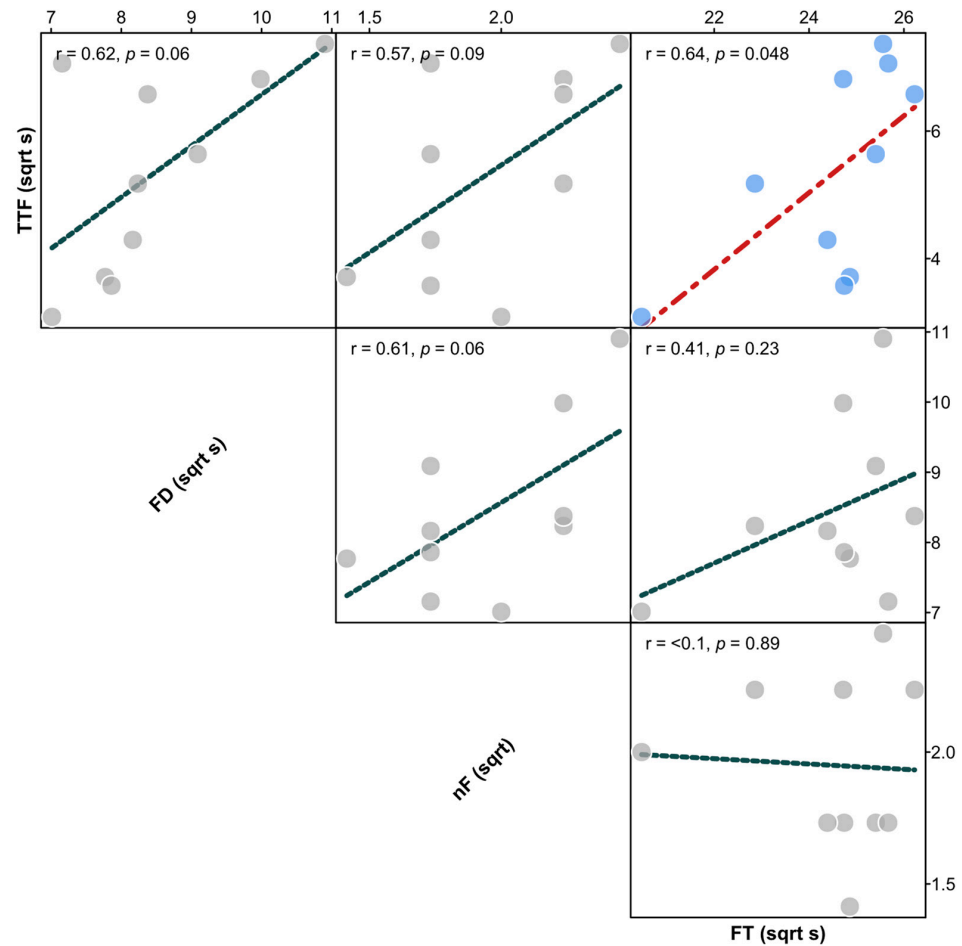 7 8 9 10 11 1.5 2.0 22 24 26
TTF (sqrt s)
r = 0.62, p = 0.06
r = 0.57, p = 0.09
r = 0.64, p = 0.048
6
4
FD (sqrt s)
r = 0.61, p = 0.06
r = 0.41, p = 0.23
11
10
9
8
7
nF (sqrt)
r = <0.1, p = 0.89
2.0
1.5
FT (sqrt s)